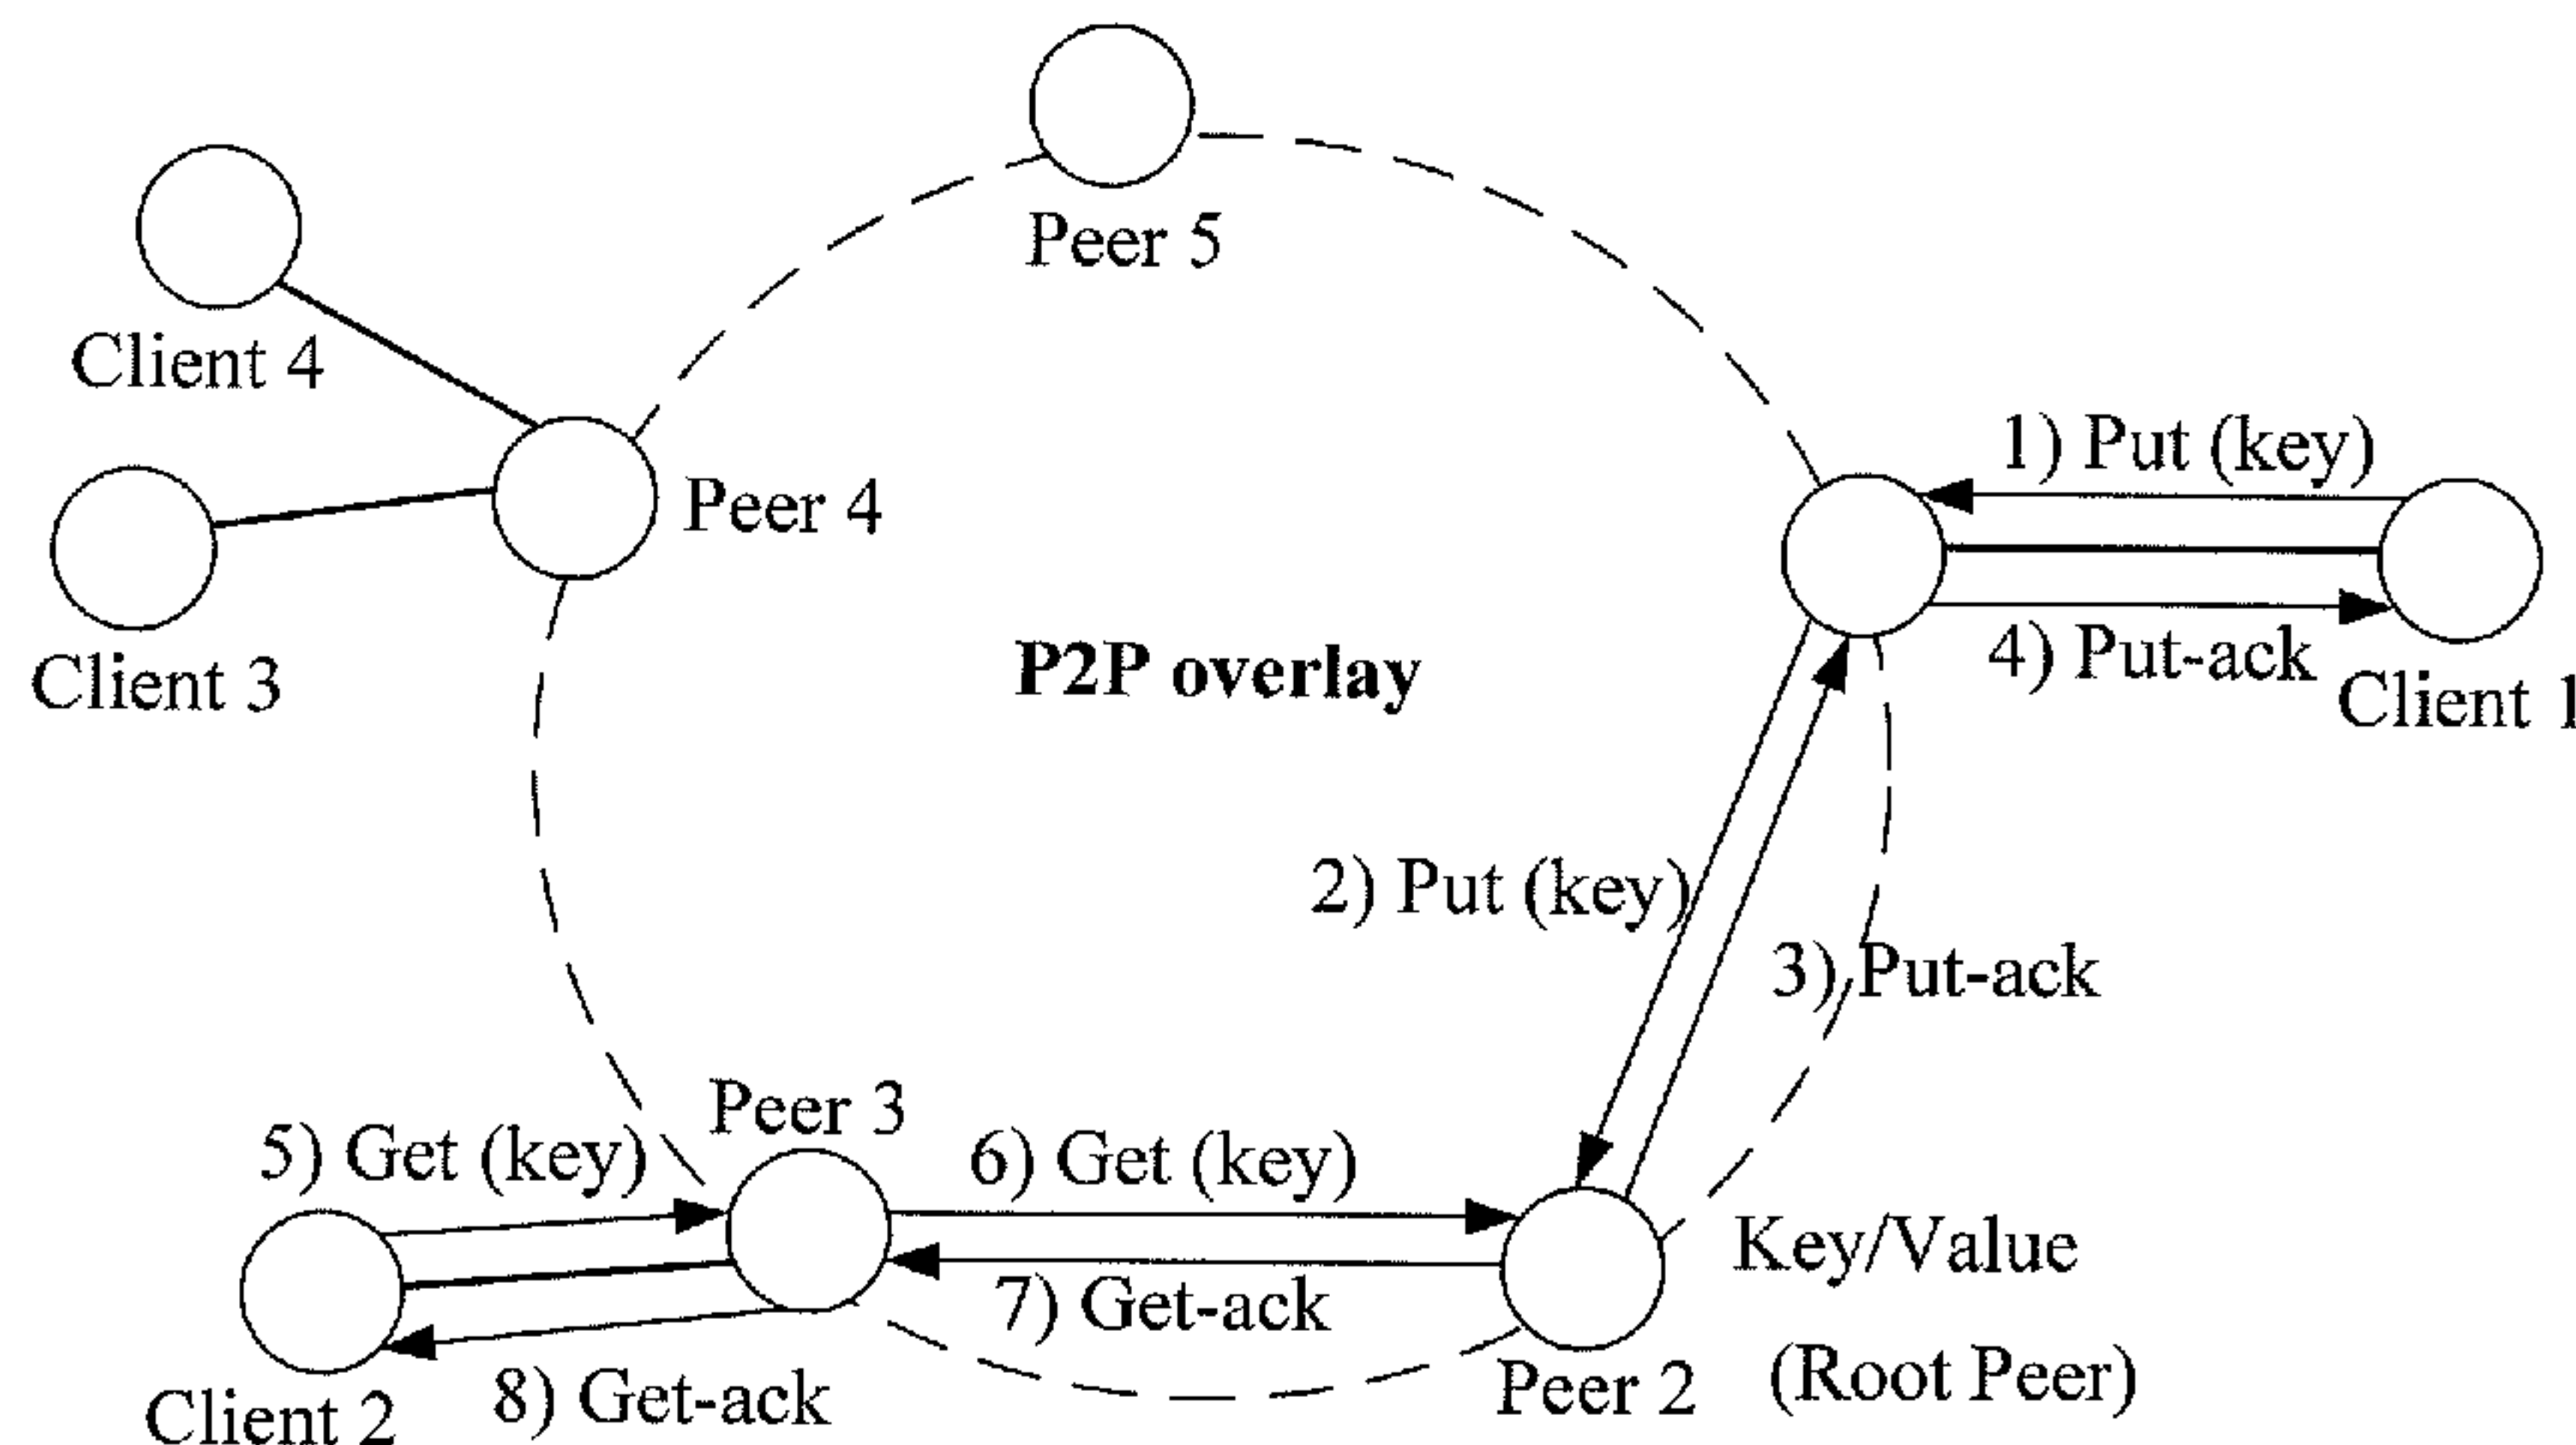 Peer 5
Client 4
1) Put (key)
Peer 4
P2P overlay
4) Put-ack
Client 3
Client 1
2) Put (key)
3) Put-ack
Peer 3
5) Get (key)
6) Get (key)
Key/Value
7) Get-ack
(Root Peer)
Peer 2
8) Get-ack
Client 2